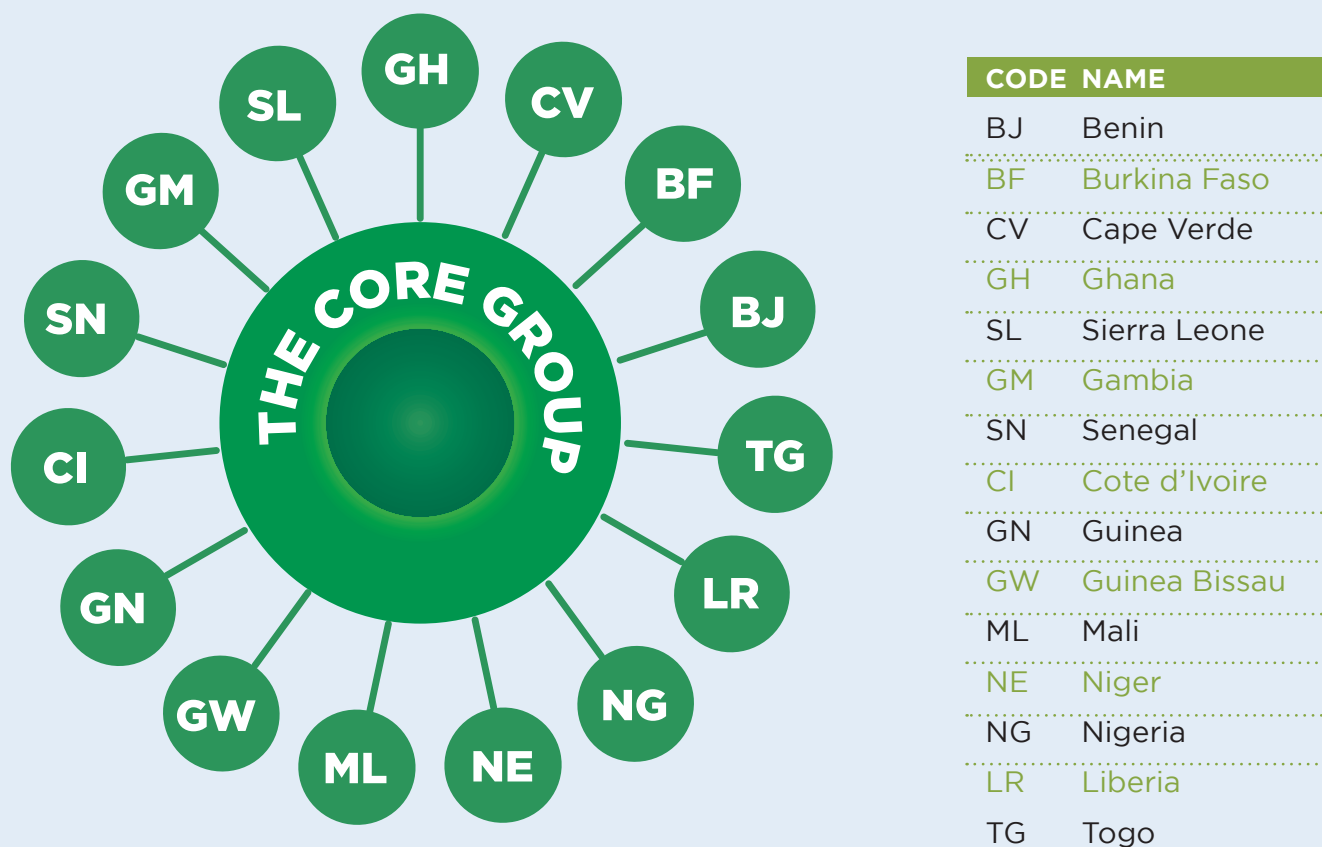 GH
CV
BF
BJ
TG
LR
NG
NE
ML
GW
GN
CI
SN
GM
SL
THE CORE GROUP
CODE NAME
BJ Benin
BF Burkina Faso
CV Cape Verde
GH Ghana
SL Sierra Leone
GM Gambia
SN Senegal
CI Cote d’Ivoire
GN Guinea
GW Guinea Bissau
ML Mali
NE Niger
NG Nigeria
LR Liberia
TG Togo